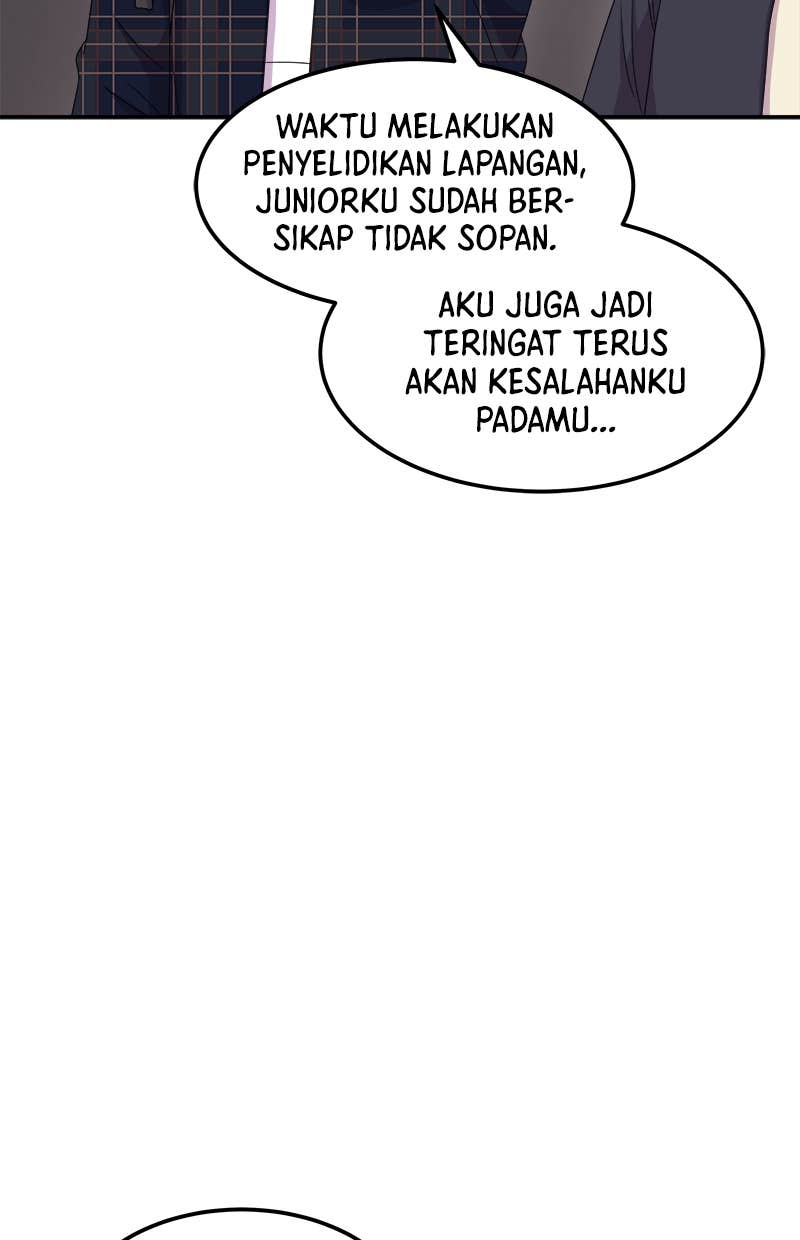 WAKTU MELAKUKAN
PENYELIDIKAN LAPANGAN,
JUNIORKU SUDAH BER-
SIKAP TIDAK SOPAN.
AKU JUGA JADI
TERINGAT TERUS
AKAN KESALAHANKU
PADAMU...